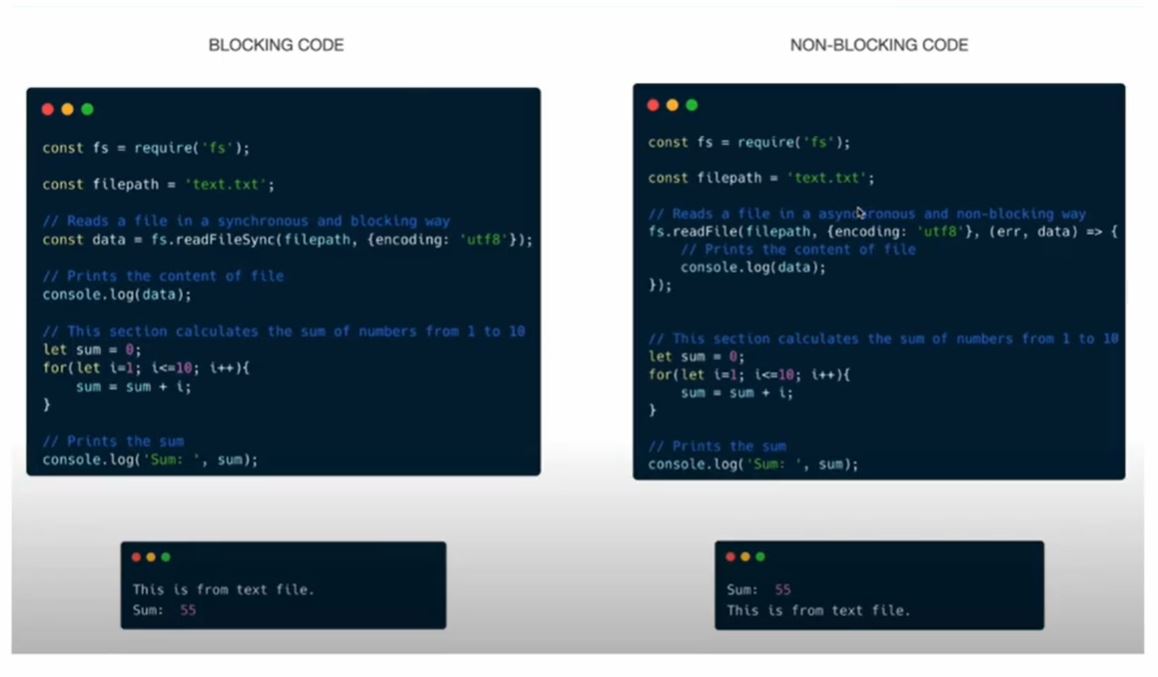 BLOCKING CODE
const fs = require('fs');
const filepath = 'text.txt';
// Reads a file in a synchronous and blocking way
const data = fs.readFileSync(filepath, {encoding: 'utf8'});
// Prints the content of file
console.log(data);
// This section calculates the sum of numbers from 1 to 10
let sum = 0;
for(let i=1; i<=10; i++){
    sum = sum + i;
}
// Prints the sum
console.log('Sum: ', sum);
This is from text file.
Sum:  55
NON-BLOCKING CODE
const fs = require('fs');
const filepath = 'text.txt';
// Reads a file in a asynchronous and non-blocking way
fs.readFile(filepath, {encoding: 'utf8'}, (err, data) => {
    // Prints the content of file
    console.log(data);
});
// This section calculates the sum of numbers from 1 to 10
let sum = 0;
for(let i=1; i<=10; i++){
    sum = sum + i;
}
// Prints the sum
console.log('Sum: ', sum);
Sum:  55
This is from text file.